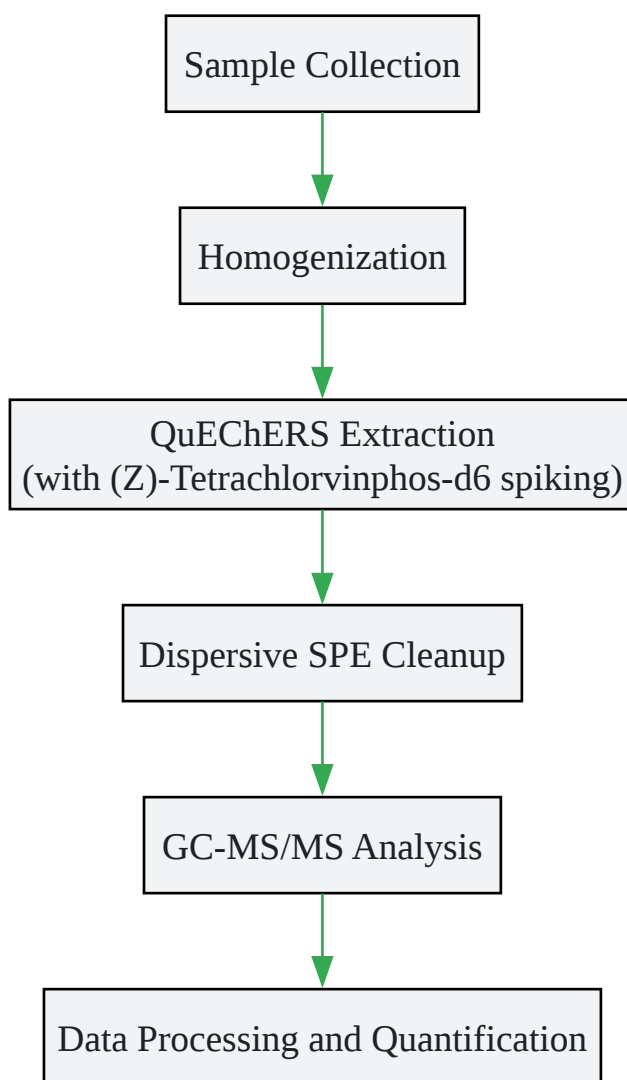 Sample Collection
Homogenization
QuEChERS Extraction
(with (Z)-Tetrachlorvinphos-d6 spiking)
Dispersive SPE Cleanup
GC-MS/MS Analysis
Data Processing and Quantification